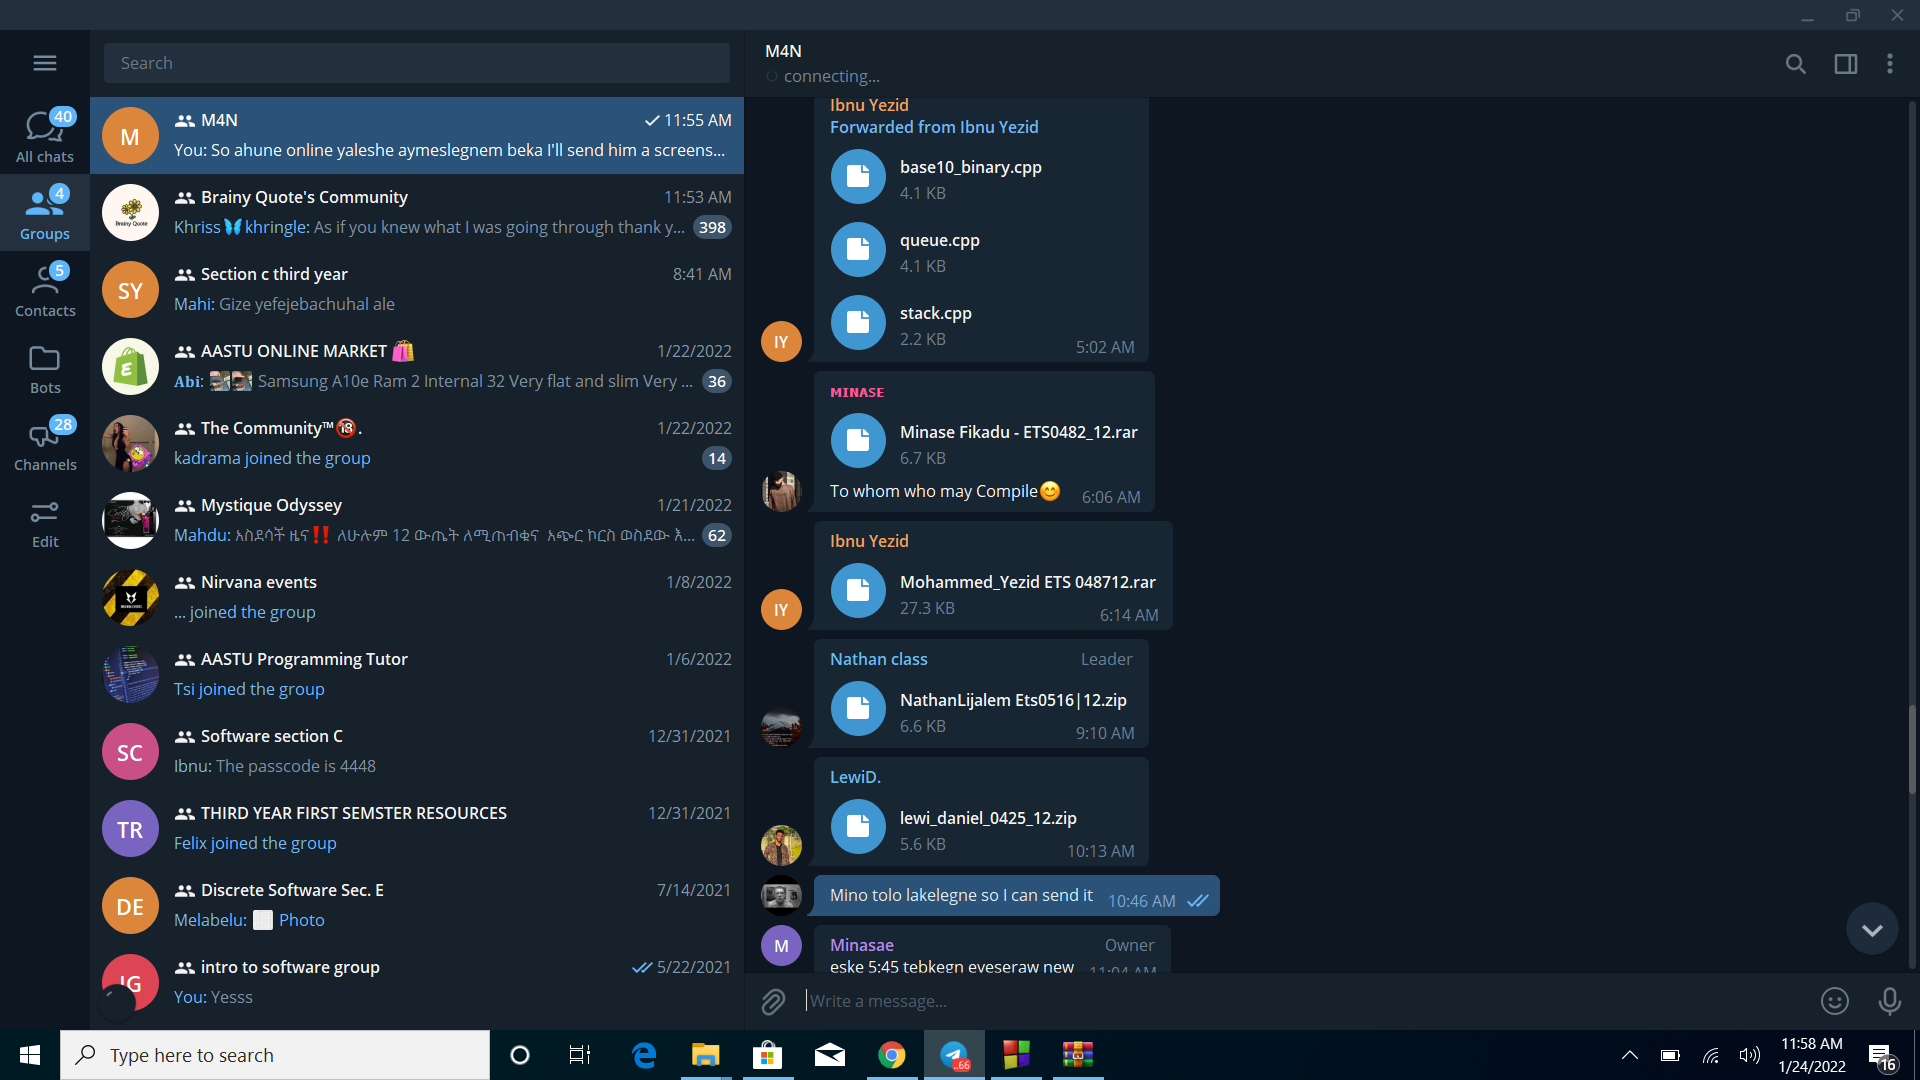 Search
40
All chats
4
Groups
5
Contacts
Bots
28
Channels
Edit
M
M4N
11:55 AM
You: So ahune online yaleshe aymeslegnem beka I'll send him a screens...
Brainy Quote
Brainy Quote's Community
11:53 AM
Khriss🦋khringle: As if you knew what I was going through thank y...
398
SY
Section c third year
8:41 AM
Mahi: Gize yefejebachuhal ale
AASTU ONLINE MARKET 🛍️
1/22/2022
Abi: Samsung A10e Ram 2 Internal 32 Very flat and slim Very ...
36
The Community™🔞.
1/22/2022
kadrama joined the group
14
Mystique Odyssey
1/21/2022
Mahdu: አስደሳች ዜና‼️ ለሁሉም 12 ውጤት ለሚጠብቁና አጭር ኮርስ ወስደው እ...
62
Nirvana events
1/8/2022
... joined the group
AASTU Programming Tutor
1/6/2022
Tsi joined the group
SC
Software section C
12/31/2021
Ibnu: The passcode is 4448
TR
THIRD YEAR FIRST SEMSTER RESOURCES
12/31/2021
Felix joined the group
DE
Discrete Software Sec. E
7/14/2021
Melabelu: Photo
IG
intro to software group
5/22/2021
You: Yesss
M4N
connecting...
Ibnu Yezid
Forwarded from Ibnu Yezid
base10_binary.cpp
4.1 KB
queue.cpp
4.1 KB
stack.cpp
2.2 KB
5:02 AM
IY
MINASE
Minase Fikadu - ETS0482_12.rar
6.7 KB
To whom who may Compile😊
6:06 AM
Ibnu Yezid
Mohammed_Yezid ETS 048712.rar
27.3 KB
6:14 AM
IY
Nathan class
Leader
NathanLijalem Ets0516|12.zip
6.6 KB
9:10 AM
LewiD.
lewi_daniel_0425_12.zip
5.6 KB
10:13 AM
Mino tolo lakelegne so I can send it
10:46 AM
M
Minasae
Owner
eske 5:45 tebkegn eyeseraw new
11:04 AM
Write a message...
Type here to search
..66
11:58 AM
1/24/2022
16